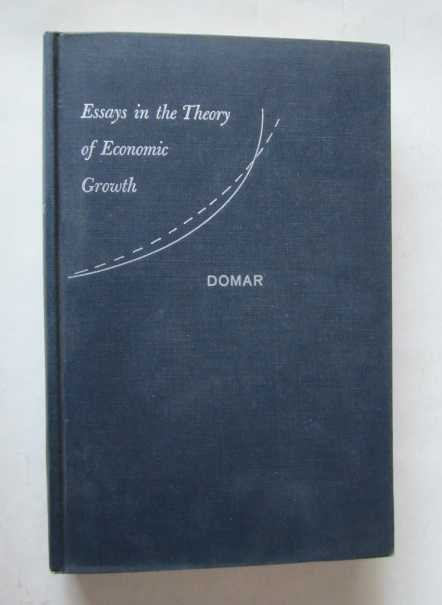 Essays in the Theory
of Economic
Growth
DOMAR